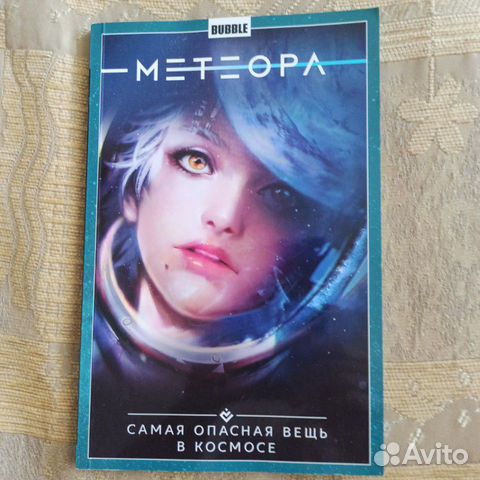 BUBBLE
МЕТЕОРА
САМАЯ ОПАСНАЯ ВЕЩЬ
В КОСМОСЕ
Avito